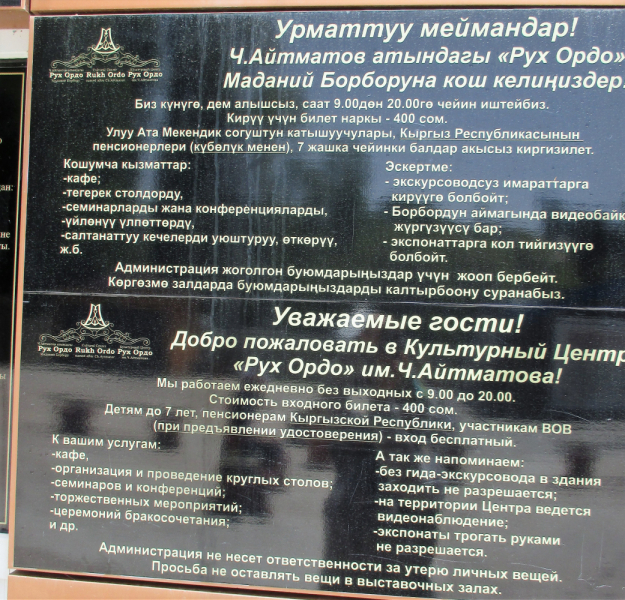 Урматтуу меймандар!
Ч.Айтматов атындагы «Рух Ордо»
Маданий Борборуна кош келиңиздер!
Рух Ордо Rukh Ordo Рух Ордо
Биз күнүгө, дем алышсыз, саат 9.00дөн 20.00гө чейин иштейбиз.
Кирүү үчүн билет наркы - 400 сом.
Улуу Ата Мекендик согуштун катышуучулары, Кыргыз Республикасынын
пенсионерлери (күбөлүк менен), 7 жашка чейинки балдар акысыз киргизилет.
Кошумча кызматтар:
-кафе;
-тегерек столдорду,
-семинарларды жана конференцияларды,
-үйлөнүү үлпөттөрдү,
-салтанаттуу кечелерди уюштуруу, өткөрүү,
ж.б.
Эскертме:
- экскурсоводсуз имараттарга
кирүүгө болбойт;
- Борбордун аймагында видеобайк
жүргүзүүсү бар;
- экспонаттарга кол тийгизүүгө
болбойт.
Администрация жоголгон буюмдарыңыздар үчүн жооп бербейт.
Көргөзмө залдарда буюмдарыңыздарды калтырбоону суранабыз.
Уважаемые гости!
Рух Ордо Rukh Ordo Рух Ордо
Добро пожаловать в Культурный Центр
«Рух Ордо» им.Ч.Айтматова!
Мы работаем ежедневно без выходных с 9.00 до 20.00.
Стоимость входного билета - 400 сом.
Детям до 7 лет, пенсионерам Кыргызской Республики, участникам ВОВ
(при предъявлении удостоверения) - вход бесплатный.
К вашим услугам:
-кафе,
-организация и проведение круглых столов;
-семинаров и конференций;
-торжественных мероприятий;
-церемоний бракосочетания;
и др.
А так же напоминаем:
-без гида-экскурсовода в здания
заходить не разрешается;
-на территории Центра ведется
видеонаблюдение;
-экспонаты трогать руками
не разрешается.
Администрация не несет ответственности за утерю личных вещей.
Просьба не оставлять вещи в выставочных залах.